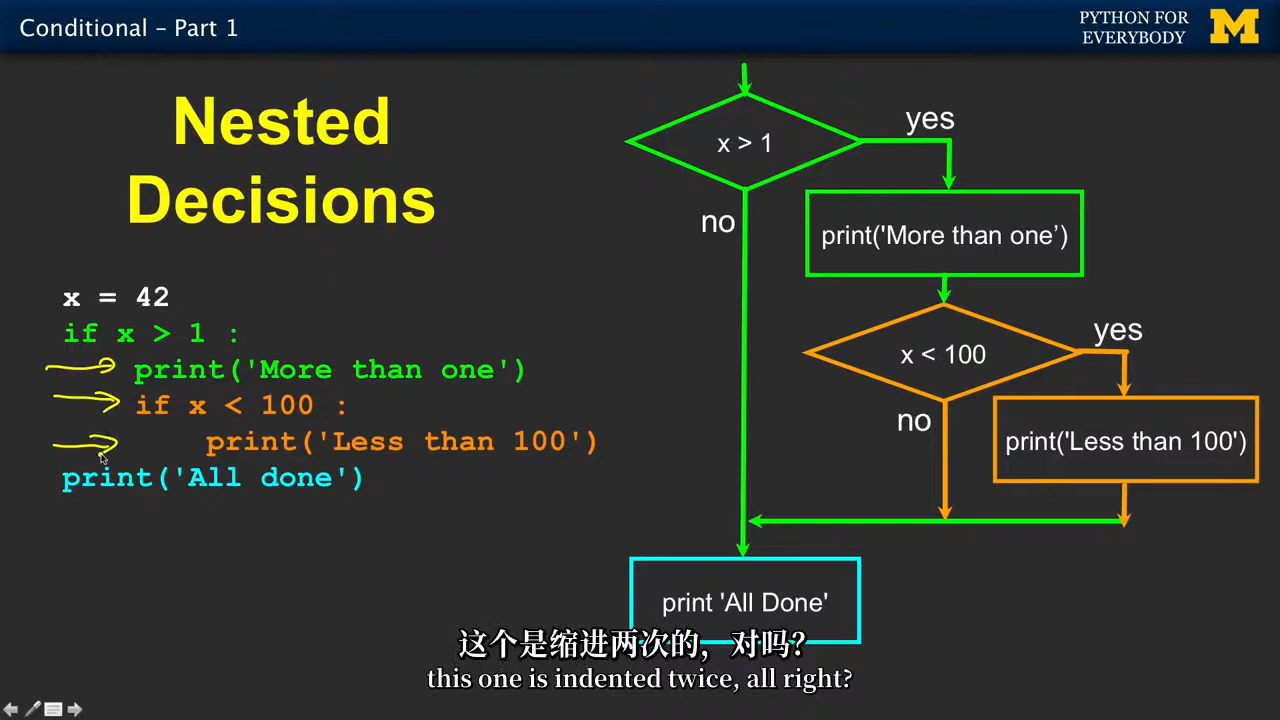 Conditional – Part 1
PYTHON FOR
EVERYBODY
M
Nested
Decisions
x = 42
if x > 1 :
print('More than one')
if x < 100 :
print('Less than 100')
print('All done')
x > 1
yes
no
print('More than one’)
x < 100
yes
no
print('Less than 100')
print 'All Done'
这个是缩进两次的，对吗？
this one is indented twice, all right?